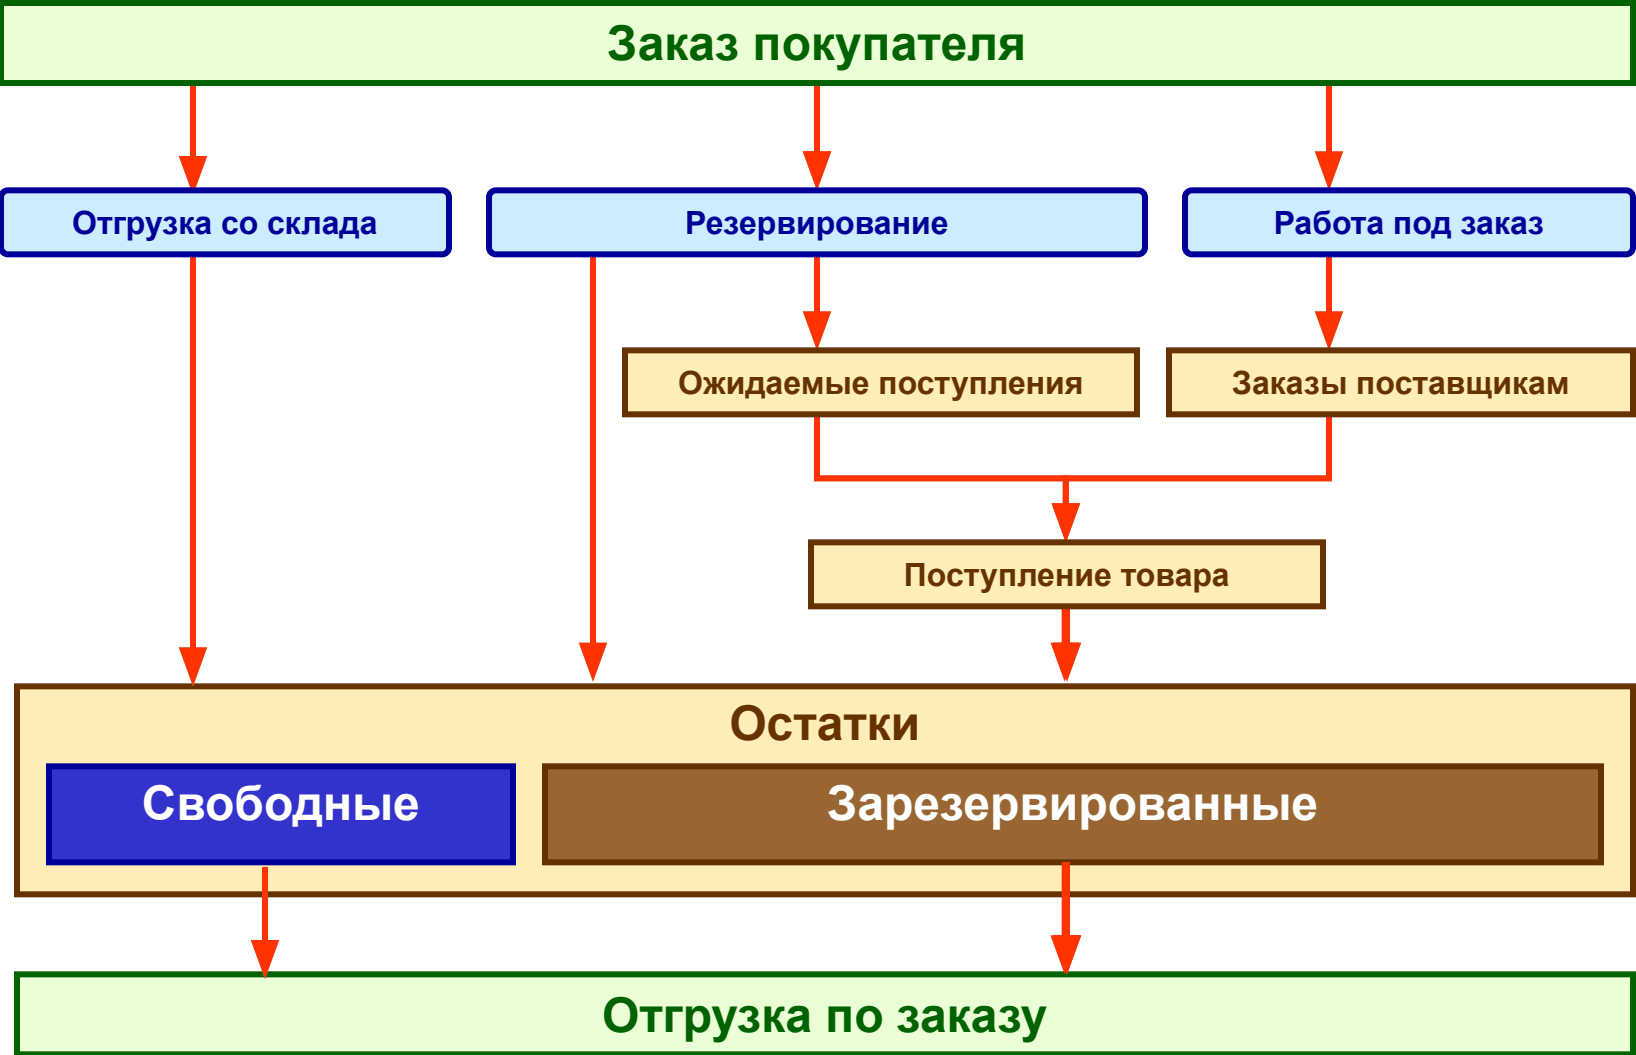 Заказ покупателя
Отгрузка со склада
Резервирование
Работа под заказ
Ожидаемые поступления
Заказы поставщикам
Поступление товара
Остатки
Свободные
Зарезервированные
Отгрузка по заказу